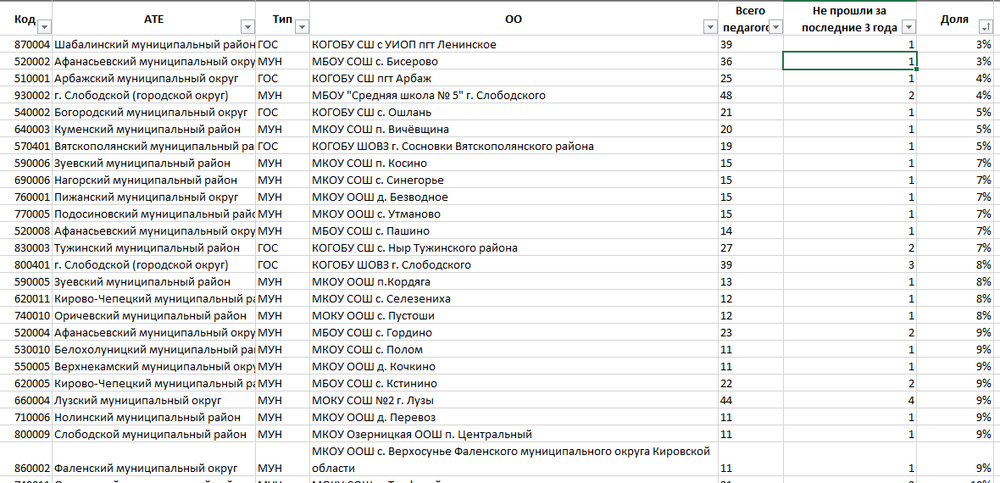 Код АТЕ Тип ОО Всего педагого Не прошли за последние 3 года Доля
870004 Шабалинский муниципальный район ГОС КОГОБУ СШ с УИОП пгт Ленинское 39 1 3%
520002 Афанасьевский муниципальный окру МУН МБОУ СОШ с. Бисерово 36 1 3%
510001 Арбажский муниципальный округ ГОС КОГОБУ СШ пгт Арбаж 25 1 4%
930002 г. Слободской (городской округ) МУН МБОУ "Средняя школа № 5" г. Слободского 48 2 4%
540002 Богородский муниципальный округ ГОС КОГОБУ СШ с. Ошлань 21 1 5%
640003 Куменский муниципальный район МУН МКОУ СОШ п. Вичёвщина 20 1 5%
570401 Вятскополянский муниципальный ра ГОС КОГОБУ ШОВЗ г. Сосновки Вятскополянского района 19 1 5%
590006 Зуевский муниципальный район МУН МКОУ СОШ п. Косино 15 1 7%
690006 Нагорский муниципальный район МУН МКОУ СОШ с. Синегорье 15 1 7%
760001 Пижанский муниципальный округ МУН МКОУ ООШ д. Безводное 15 1 7%
770005 Подосиновский муниципальный райо МУН МКОУ ООШ с. Утманово 15 1 7%
520008 Афанасьевский муниципальный окру МУН МБОУ СОШ с. Пашино 14 1 7%
830003 Тужинский муниципальный район ГОС КОГОБУ СШ с. Ныр Тужинского района 27 2 7%
800401 г. Слободской (городской округ) ГОС КОГОБУ ШОВЗ г. Слободского 39 3 8%
590005 Зуевский муниципальный район МУН МКОУ ООШ п.Кордяга 13 1 8%
620011 Кирово-Чепецкий муниципальный ра МУН МКОУ СОШ с. Селезениха 12 1 8%
740010 Оричевский муниципальный район МУН МОКУ ООШ с. Пустоши 12 1 8%
520004 Афанасьевский муниципальный окру МУН МБОУ СОШ с. Гордино 23 2 9%
530010 Белохолуницкий муниципальный рай МУН МКОУ СОШ с. Полом 11 1 9%
550005 Верхнекамский муниципальный окру МУН МКОУ ООШ д. Кочкино 11 1 9%
620005 Кирово-Чепецкий муниципальный ра МУН МБОУ СОШ с. Кстинино 22 2 9%
660004 Лузский муниципальный округ МУН МОКУ СОШ №2 г. Лузы 44 4 9%
710006 Нолинский муниципальный район МУН МКОУ ООШ д. Перевоз 11 1 9%
800009 Слободской муниципальный район МУН МКОУ Озерницкая ООШ п. Центральный 11 1 9%
МКОУ ООШ с. Верхосунье Фаленского муниципального округа Кировской
860002 Фаленский муниципальный округ МУН области 11 1 9%